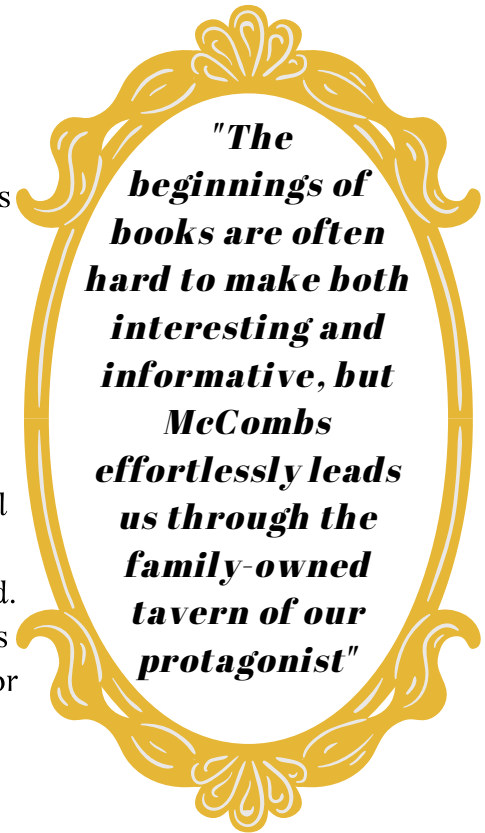 "The
beginnings of
books are often
hard to make both
interesting and
informative, but
McCombs
effortlessly leads
us through the
family-owned
tavern of our
protagonist"
s
l
d.
s
or